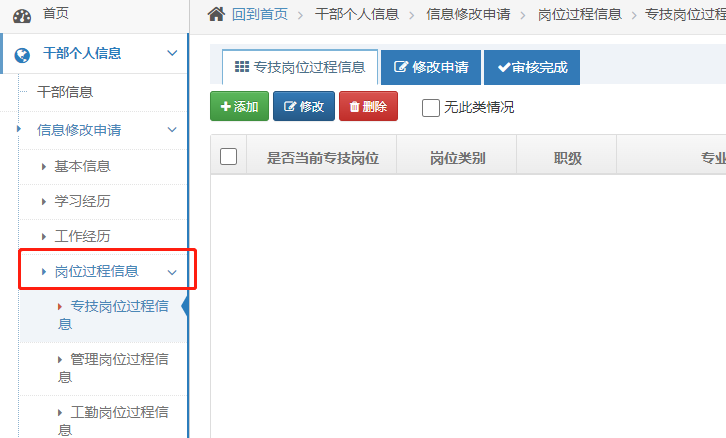 首页
干部个人信息
干部信息
信息修改申请
基本信息
学习经历
工作经历
岗位过程信息
专技岗位过程信
息
管理岗位过程信
息
工勤岗位过程信
息
回到首页 > 干部个人信息 > 信息修改申请 > 岗位过程信息 > 专技岗位过程
专技岗位过程信息 修改申请 审核完成
添加 修改 删除 无此类情况
是否当前专技岗位 岗位类别 职级 专业